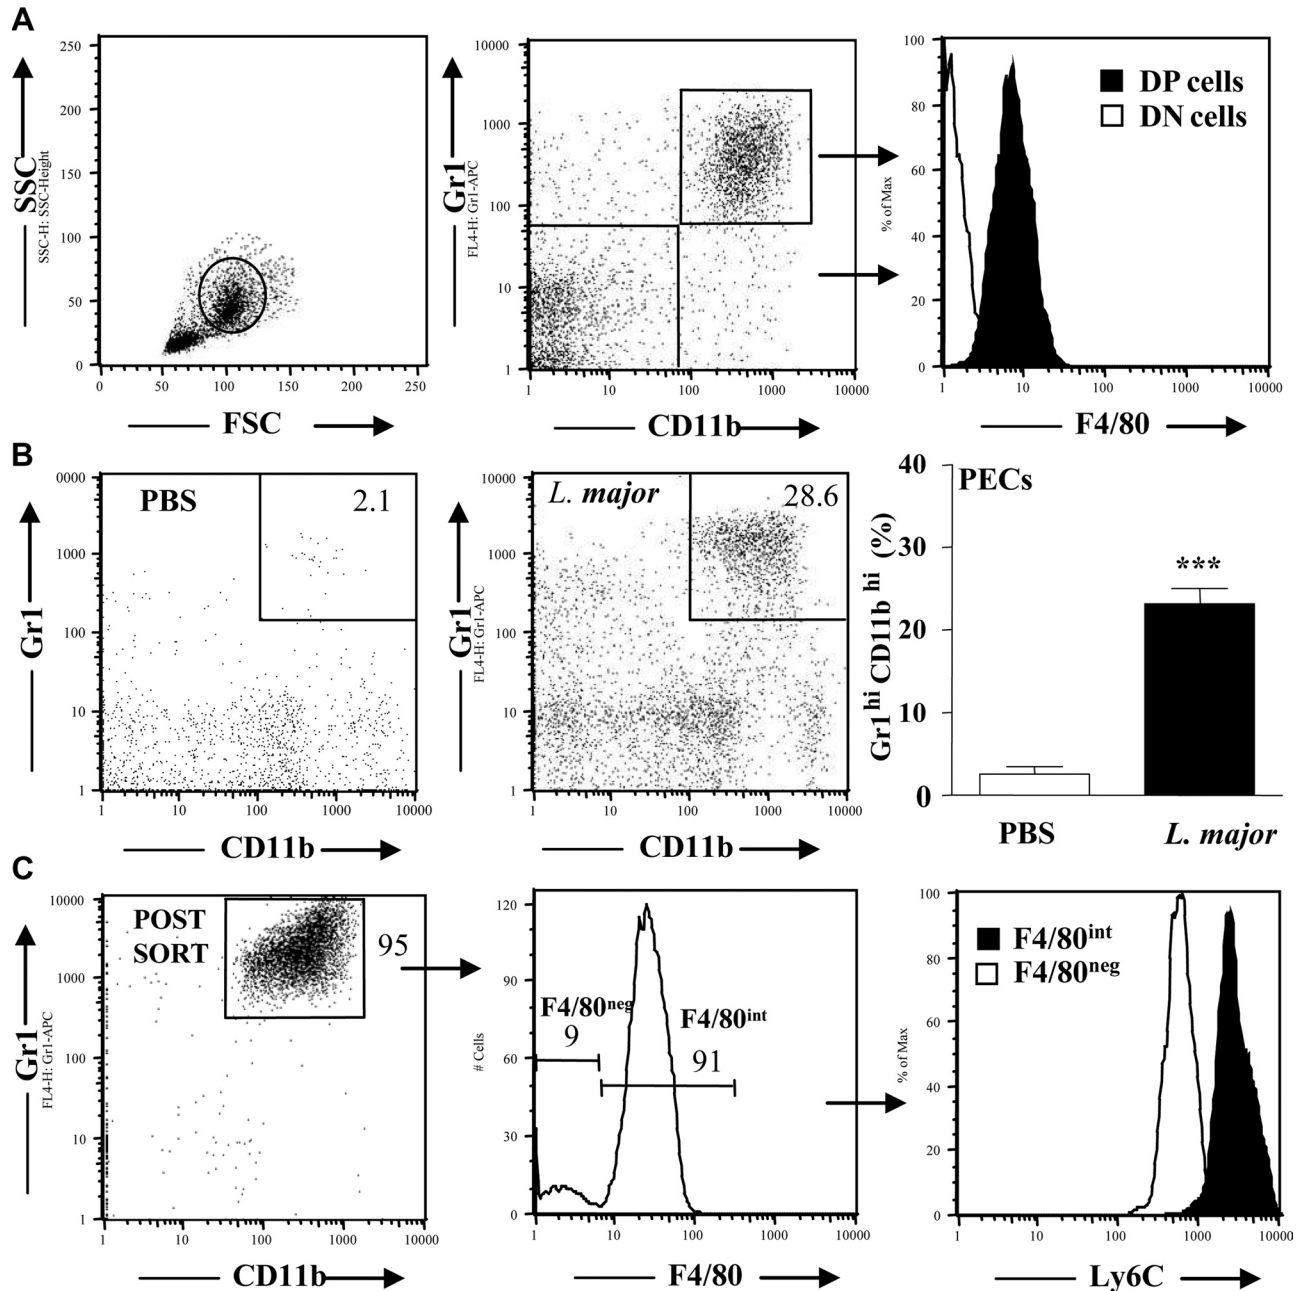 A
250
200
150
100
50
0
SSC
SSC-H: SSC-Height
0 50 100 150 200 250
FSC
10000
1000
100
10
1
Gr1
FL4-H: Gr1-APC
1 10 100 1000 10000
CD11b
100
80
60
40
20
0
% of Max
DP cells
DN cells
1 10 100 1000 10000
F4/80
B
0000
1000
100
10
1
Gr1
PBS
2.1
1 10 100 1000 10000
CD11b
10000
1000
100
10
1
Gr1
FL4-H: Gr1-APC
L. major
28.6
1 10 100 1000 10000
CD11b
40
30
20
10
0
Gr1hi CD11b hi (%)
PECs
***
PBS L. major
C
10000
1000
100
10
1
Gr1
FL4-H: Gr1-APC
POST
SORT
95
1 10 100 1000 10000
CD11b
120
90
60
30
0
# Cells
F4/80neg
9
F4/80int
91
1 10 100 1000 10000
F4/80
100
80
60
40
20
0
% of Max
F4/80int
F4/80neg
1 10 100 1000 10000
Ly6C